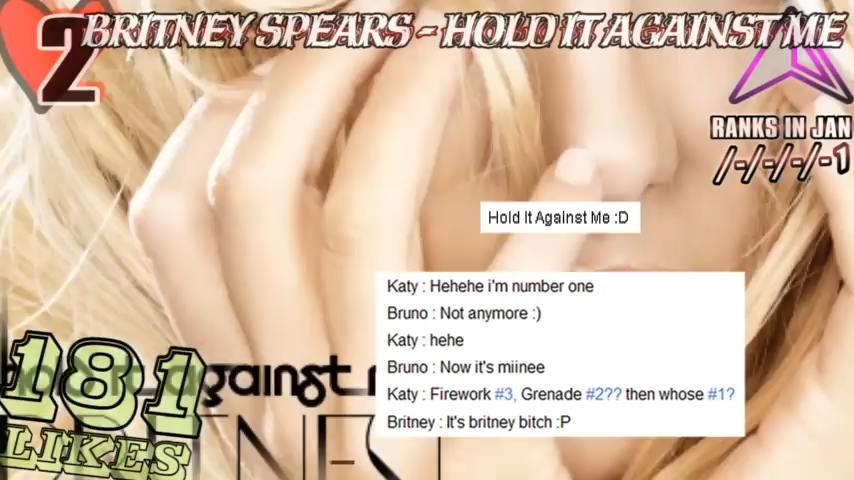 2
BRITNEY SPEARS - HOLD IT AGAINST ME
RANKS IN JAN
/-/-/-/-1
Hold It Against Me :D
Katy : Hehehe i'm number one
Bruno : Not anymore :)
Katy : hehe
Bruno : Now it's miinee
Katy : Firework #3, Grenade #2?? then whose #1?
Britney : It's britney bitch :P
against
181
LIKES